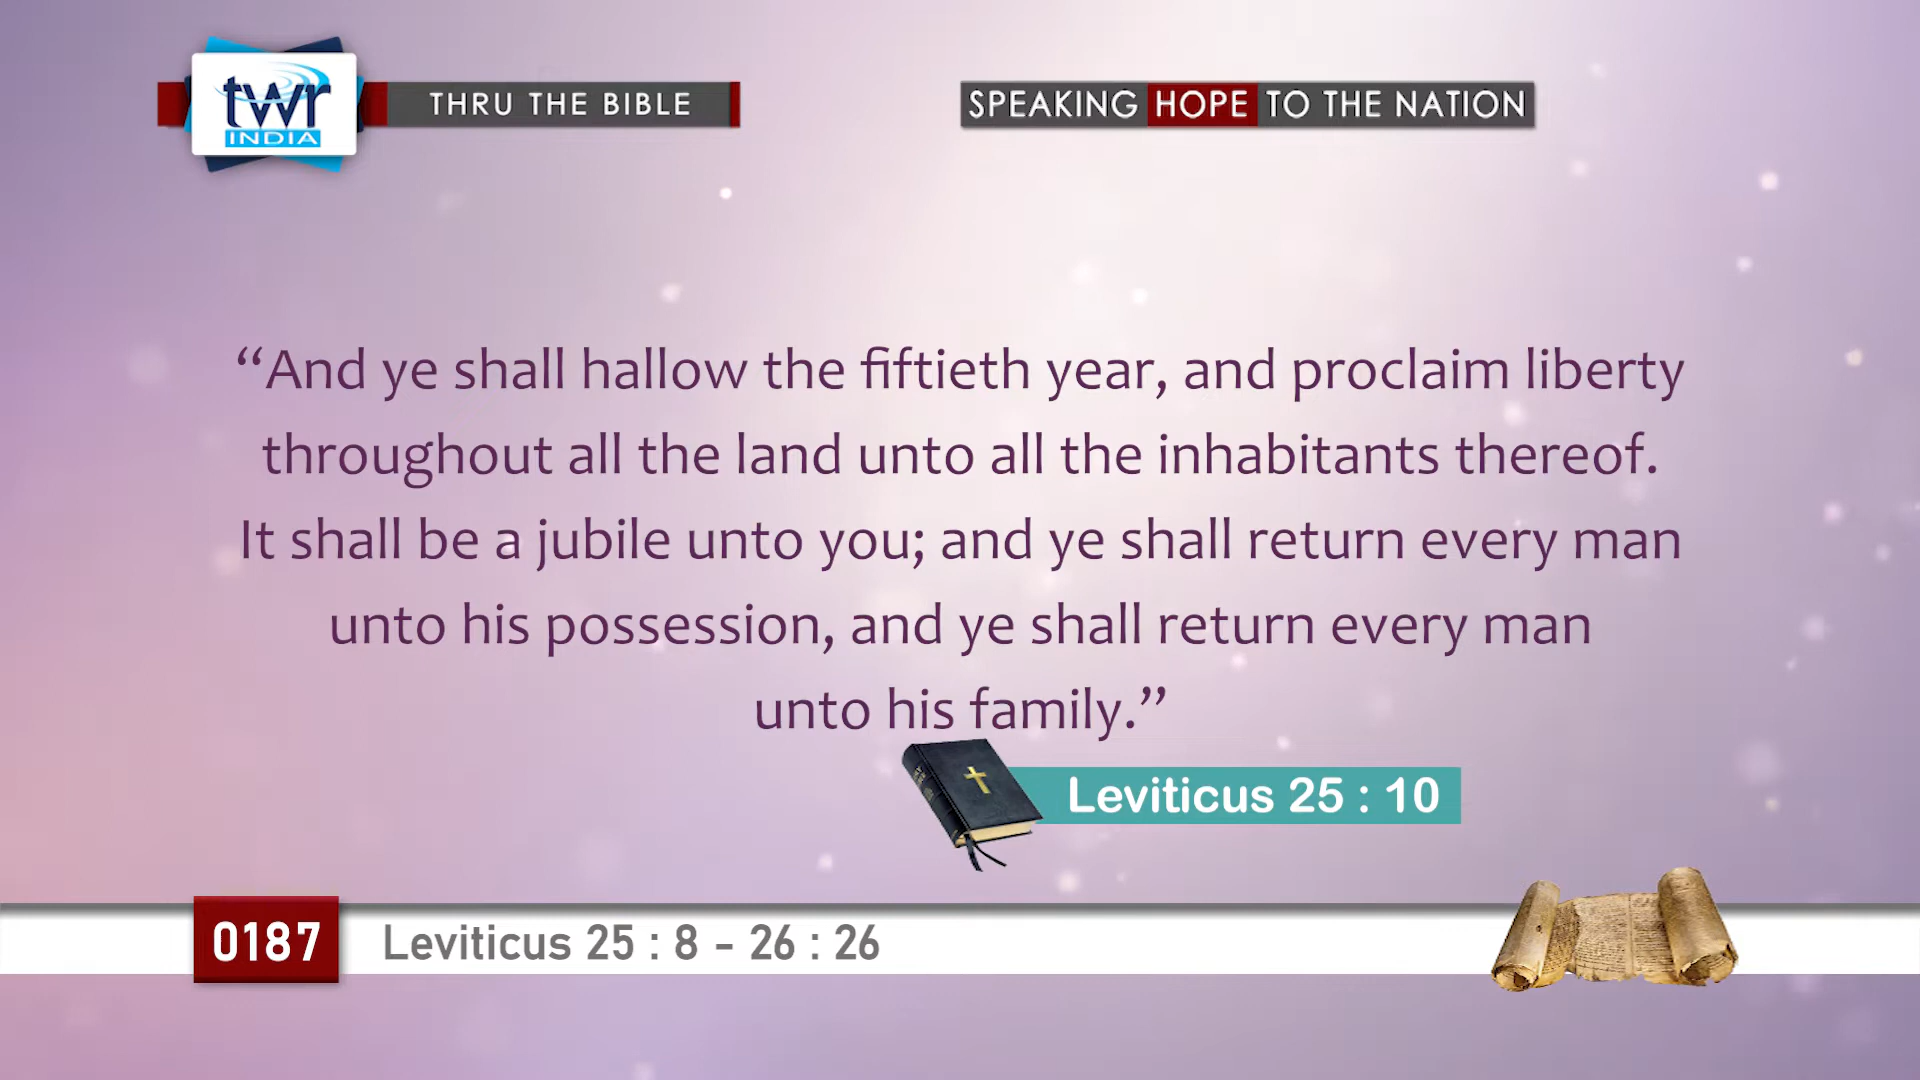 twr
INDIA
THRU THE BIBLE
SPEAKING HOPE TO THE NATION
“And ye shall hallow the fiftieth year, and proclaim liberty
throughout all the land unto all the inhabitants thereof.
It shall be a jubile unto you; and ye shall return every man
unto his possession, and ye shall return every man
unto his family.”
Leviticus 25 : 10
0187
Leviticus 25 : 8 - 26 : 26